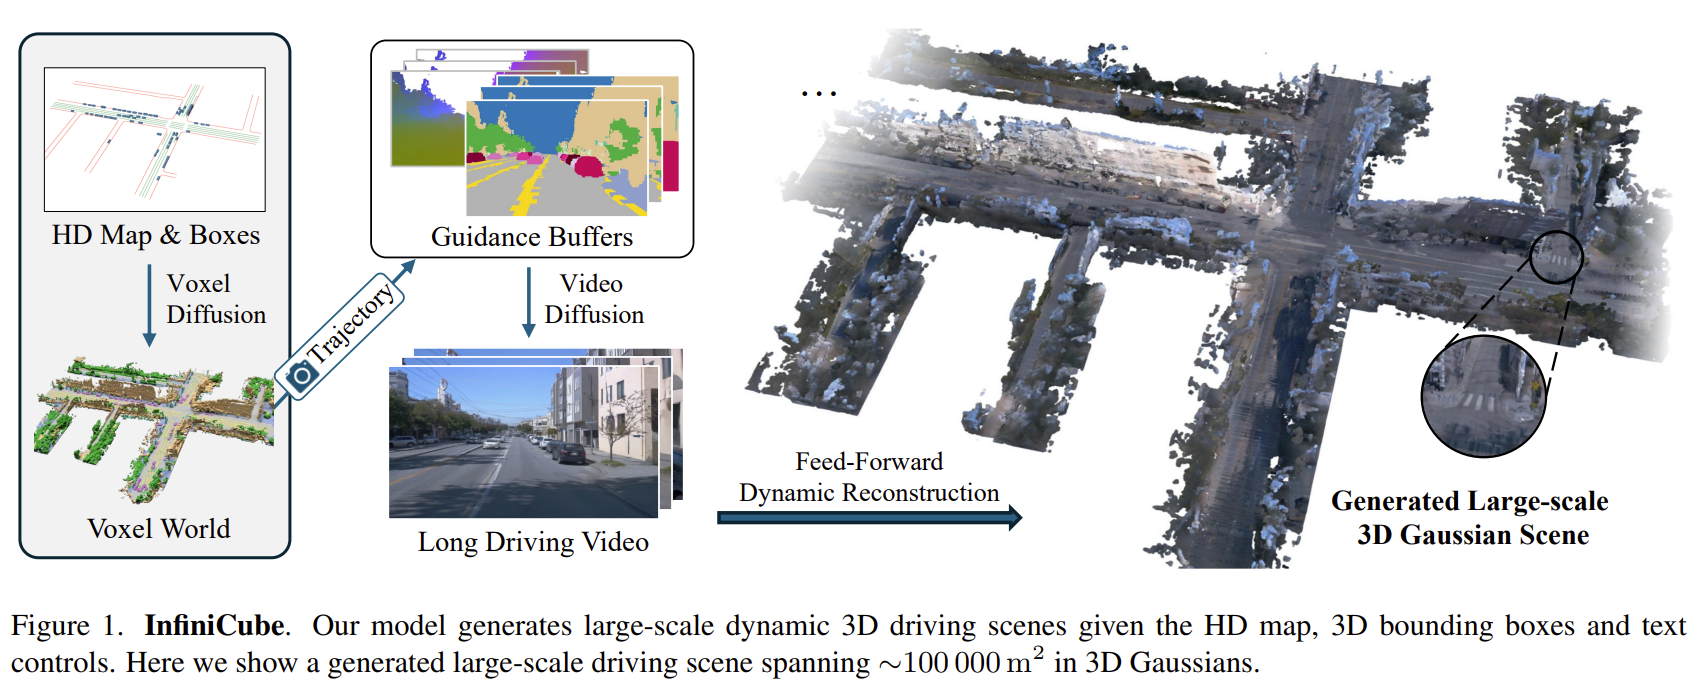 HD Map & Boxes
Voxel
Diffusion
Voxel World
Trajectory
Guidance Buffers
Video
Diffusion
Long Driving Video
...
Feed-Forward
Dynamic Reconstruction
Generated Large-scale
3D Gaussian Scene
Figure 1. InfiniCube. Our model generates large-scale dynamic 3D driving scenes given the HD map, 3D bounding boxes and text
controls. Here we show a generated large-scale driving scene spanning ∼100 000 m² in 3D Gaussians.